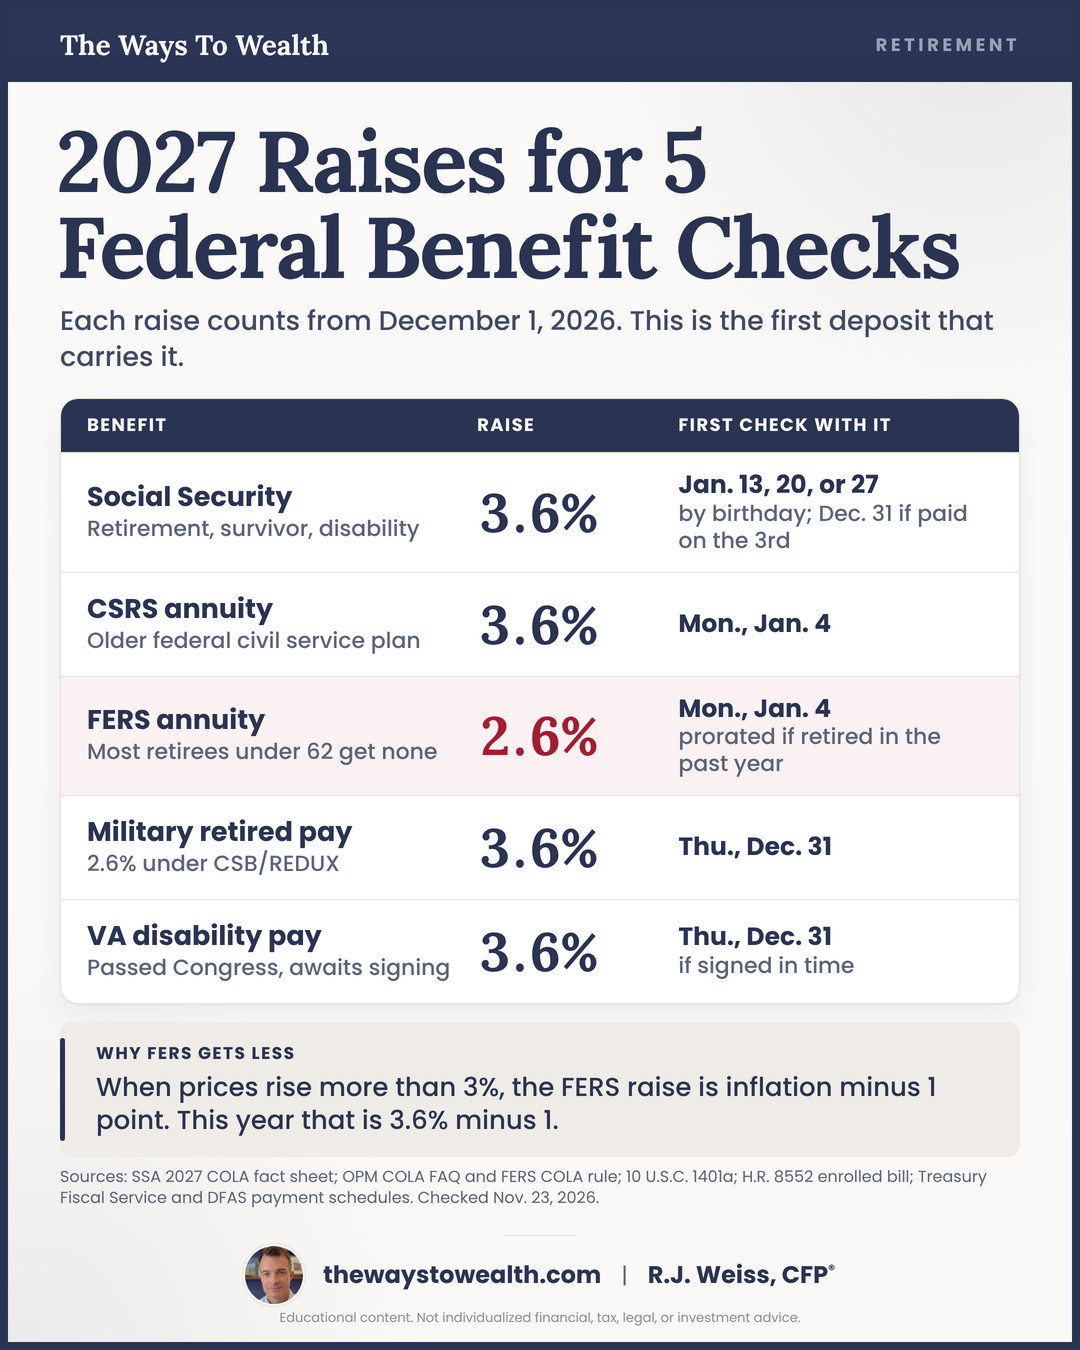 The Ways To Wealth
RETIREMENT
2027 Raises for 5
Federal Benefit Checks
Each raise counts from December 1, 2026. This is the first deposit that
carries it.
BENEFIT
RAISE
FIRST CHECK WITH IT
Social Security
Retirement, survivor, disability
3.6%
Jan. 13, 20, or 27
by birthday; Dec. 31 if paid
on the 3rd
CSRS annuity
Older federal civil service plan
3.6%
Mon., Jan. 4
FERS annuity
Most retirees under 62 get none
2.6%
Mon., Jan. 4
prorated if retired in the
past year
Military retired pay
2.6% under CSB/REDUX
3.6%
Thu., Dec. 31
VA disability pay
Passed Congress, awaits signing
3.6%
Thu., Dec. 31
if signed in time
WHY FERS GETS LESS
When prices rise more than 3%, the FERS raise is inflation minus 1
point. This year that is 3.6% minus 1.
Sources: SSA 2027 COLA fact sheet; OPM COLA FAQ and FERS COLA rule; 10 U.S.C. 1401a; H.R. 8552 enrolled bill; Treasury
Fiscal Service and DFAS payment schedules. Checked Nov. 23, 2026.
thewaystowealth.com | R.J. Weiss, CFP®
Educational content. Not individualized financial, tax, legal, or investment advice.